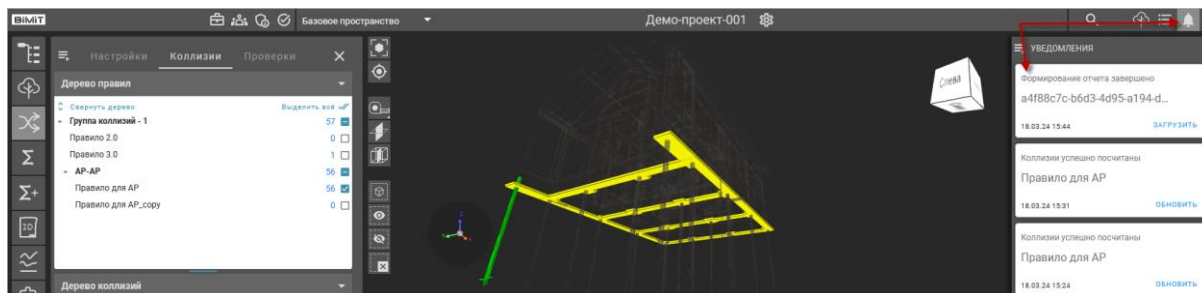 BIMIT
Базовое пространство
Демо-проект-001
Настройки Коллизии Проверки
Дерево правил
Свернуть дерево Выделить всё
Группа коллизий - 1 57
Правило 2.0 0
Правило 3.0 1
АР-АР 56
Правило для АР 56
Правило для АР_copy 0
Дерево коллизий
2D
Слева
УВЕДОМЛЕНИЯ
Формирование отчета завершено
a4f88c7c-b6d3-4d95-a194-d...
18.03.24 15:44 ЗАГРУЗИТЬ
Коллизии успешно посчитаны
Правило для АР
18.03.24 15:31 ОБНОВИТЬ
Коллизии успешно посчитаны
Правило для АР
18.03.24 15:24 ОБНОВИТЬ